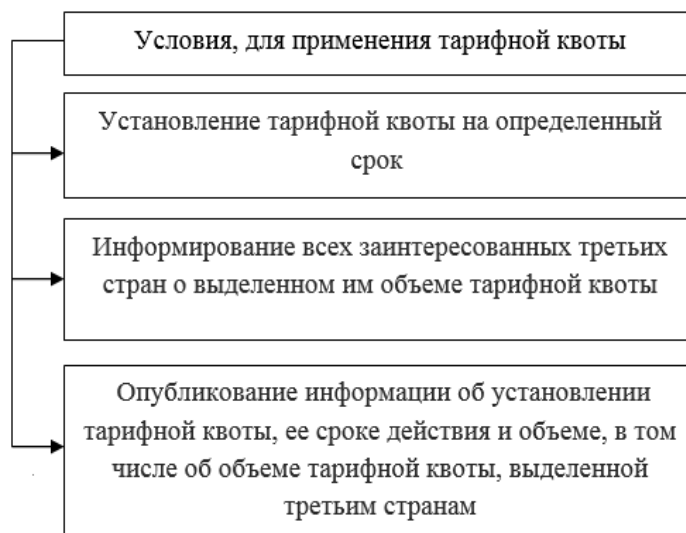 Условия, для применения тарифной квоты
Установление тарифной квоты на определенный
срок
Информирование всех заинтересованных третьих
стран о выделенном им объеме тарифной квоты
Опубликование информации об установлении
тарифной квоты, ее сроке действия и объеме, в том
числе об объеме тарифной квоты, выделенной
третьим странам